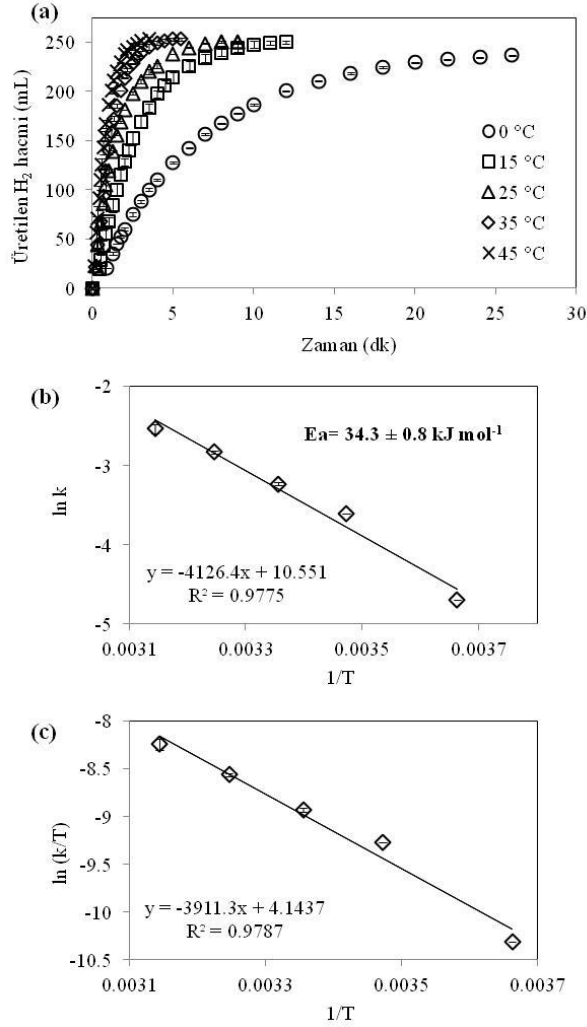 (a)
300
250
200
150
100
50
0
Üretilen H₂ hacmi (mL)
0 °C
15 °C
25 °C
35 °C
45 °C
0 5 10 15 20 25 30
Zaman (dk)
(b)
-2
-3
-4
-5
ln k
Ea= 34.3 ± 0.8 kJ mol⁻¹
y = -4126.4x + 10.551
R² = 0.9775
0.0031 0.0033 0.0035 0.0037
1/T
(c)
-8
-8.5
-9
-9.5
-10
-10.5
ln (k/T)
y = -3911.3x + 4.1437
R² = 0.9787
0.0031 0.0033 0.0035 0.0037
1/T